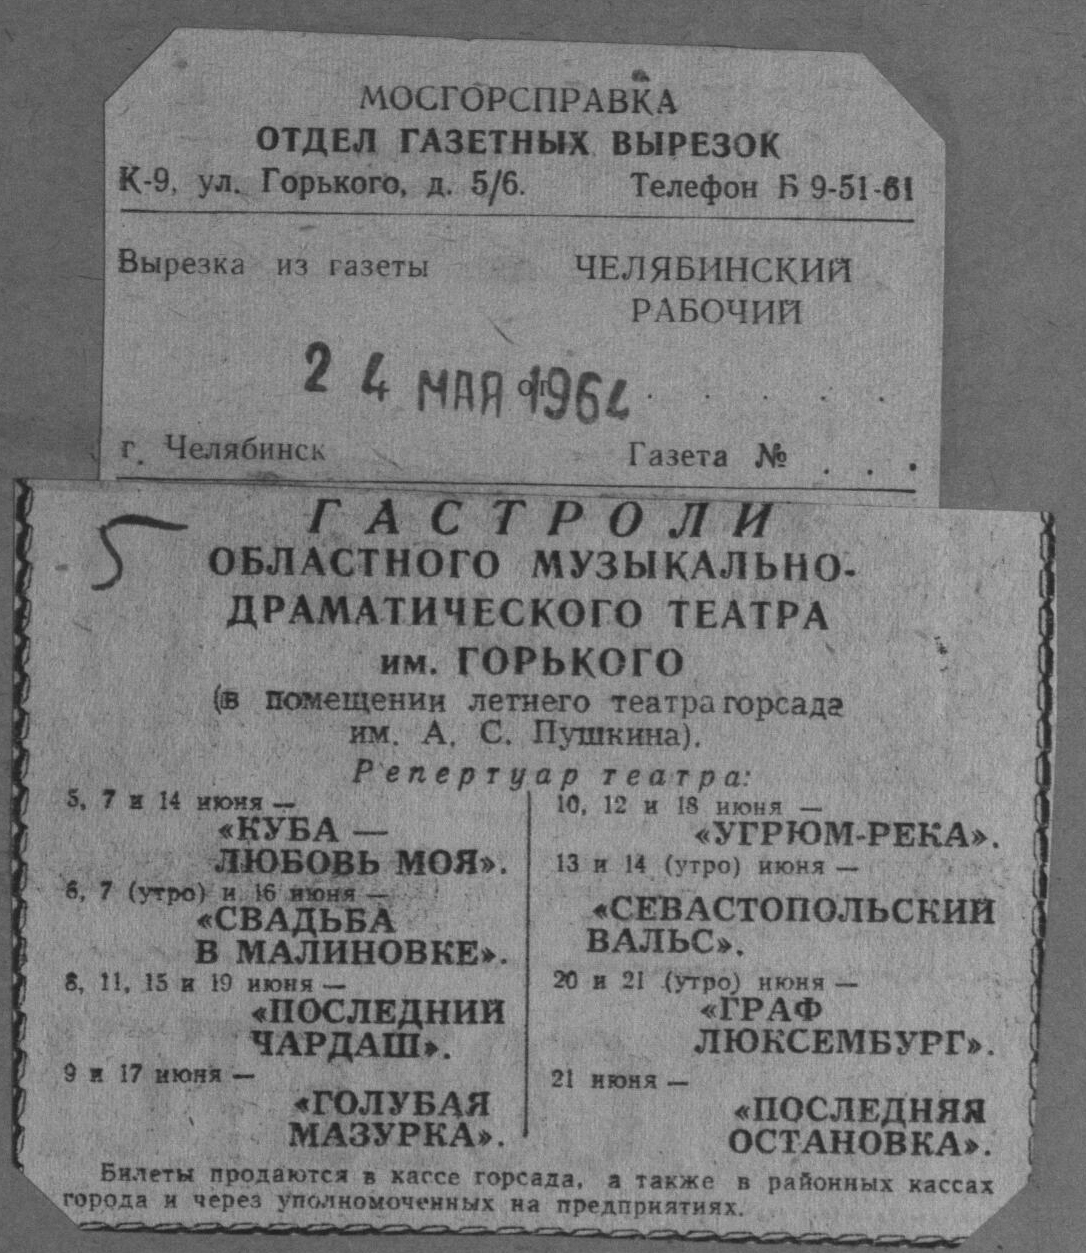 МОСГОРСПРАВКА
ОТДЕЛ ГАЗЕТНЫХ ВЫРЕЗОК
К-9, ул. Горького, д. 5/6. Телефон Б 9-51-61
Вырезка из газеты ЧЕЛЯБИНСКИЙ
РАБОЧИЙ
24 МАЯ 1964 от . . . .
г. Челябинск Газета № . . .
5
ГАСТРОЛИ
ОБЛАСТНОГО МУЗЫКАЛЬНО-
ДРАМАТИЧЕСКОГО ТЕАТРА
им. ГОРЬКОГО
(в помещении летнего театра горсада
им. А. С. Пушкина).
Репертуар театра:
5, 7 и 14 июня —
«КУБА —
ЛЮБОВЬ МОЯ».
6, 7 (утро) и 16 июня —
«СВАДЬБА
В МАЛИНОВКЕ».
8, 11, 15 и 19 июня —
«ПОСЛЕДНИЙ
ЧАРДАШ».
9 и 17 июня —
«ГОЛУБАЯ
МАЗУРКА».
10, 12 и 18 июня —
«УГРЮМ-РЕКА».
13 и 14 (утро) июня —
«СЕВАСТОПОЛЬСКИЙ
ВАЛЬС».
20 и 21 (утро) июня —
«ГРАФ
ЛЮКСЕМБУРГ».
21 июня —
«ПОСЛЕДНЯЯ
ОСТАНОВКА».
Билеты продаются в кассе горсада, а также в районных кассах
города и через уполномоченных на предприятиях.